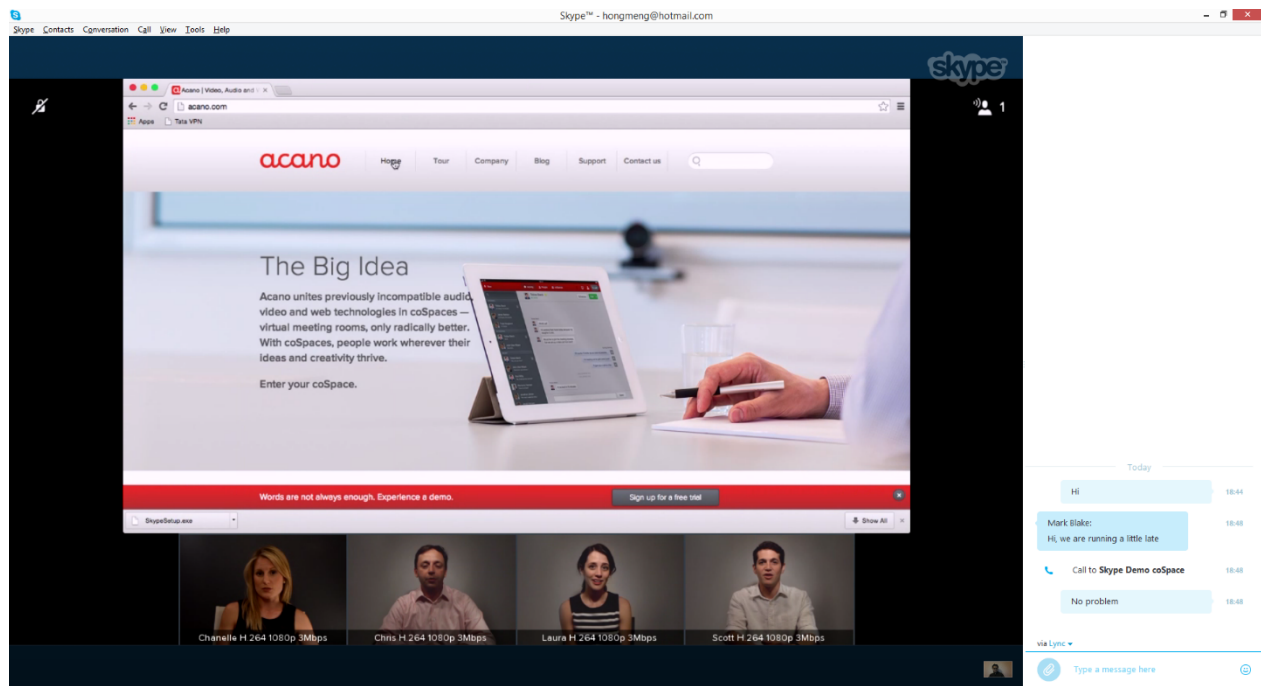 Skype™ - hongmeng@hotmail.com
Skype Contacts Conversation Call View Tools Help
skype
Acano | Video, Audio and
acano.com
Apps Tata VPN
1
acano Home Tour Company Blog Support Contact us
The Big Idea
Acano unites previously incompatible audio,
video and web technologies in coSpaces —
virtual meeting rooms, only radically better.
With coSpaces, people work wherever their
ideas and creativity thrive.
Enter your coSpace.
Words are not always enough. Experience a demo. Sign up for a free trial
SkypeSetup.exe Show All
Chanelle H.264 1080p 3Mbps Chris H.264 1080p 3Mbps Laura H.264 1080p 3Mbps Scott H.264 1080p 3Mbps
Today
Hi 18:44
Mark Blake: 18:48
Hi, we are running a little late
Call to Skype Demo coSpace 18:48
No problem 18:48
via Lync
Type a message here